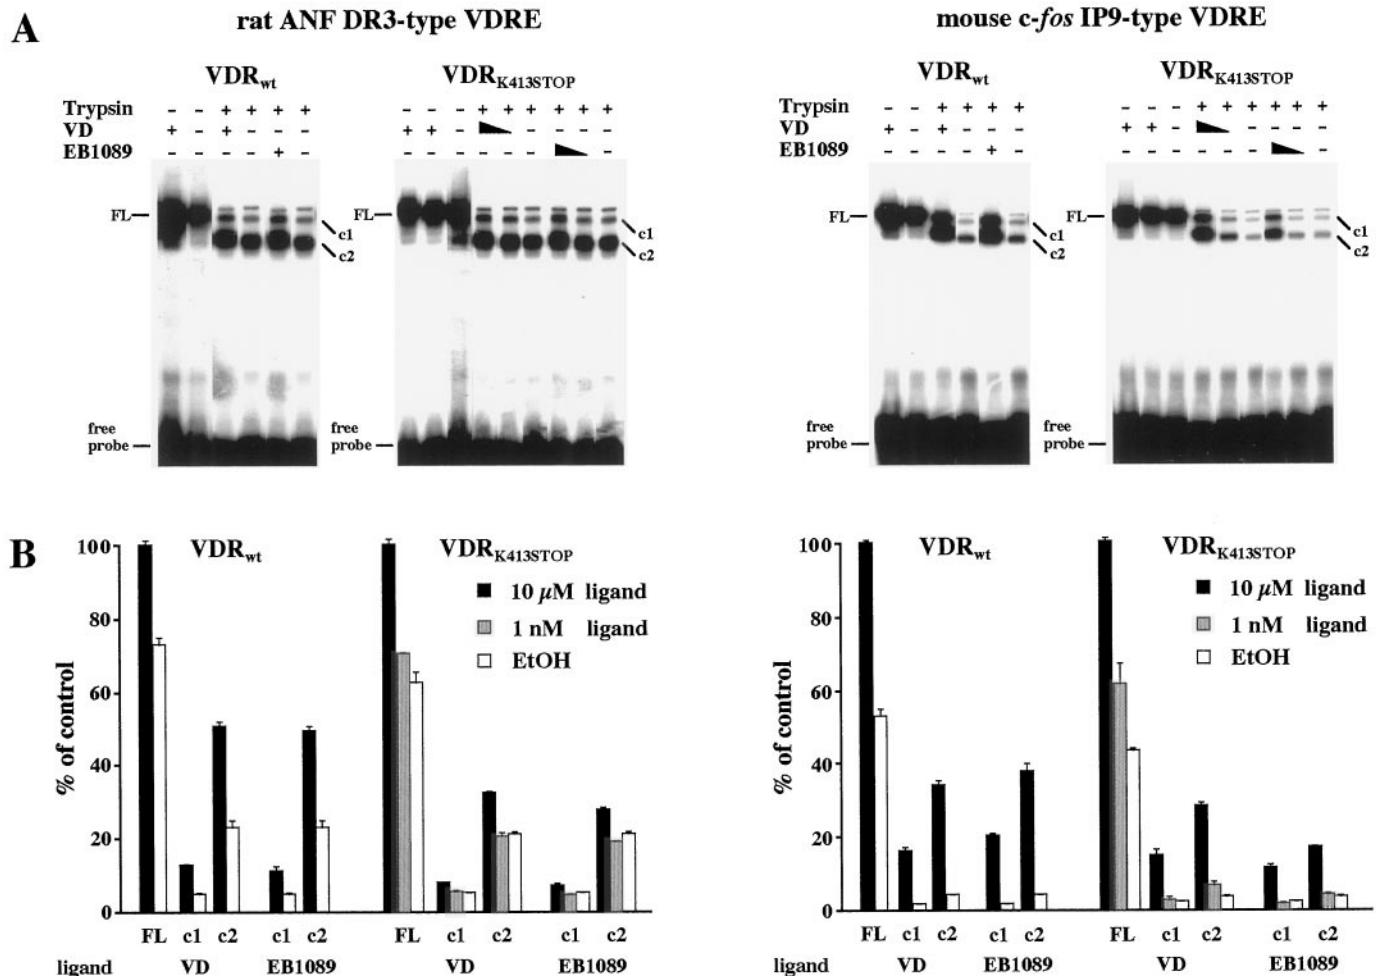 A
rat ANF DR3-type VDRE
mouse c-fos IP9-type VDRE
VDRwt
VDRK413STOP
VDRwt
VDRK413STOP
Trypsin - - + + + + - - - + + + + + +
VD + - + - - - + + - - - - -
EB1089 - - - - + - - - - - - - -
Trypsin - - + + + + - - - + + + + + +
VD + - + - - - + + - - - - -
EB1089 - - - - + - - - - - - - -
FL
c1
c2
FL
c1
c2
FL
c1
c2
FL
c1
c2
free
probe
free
probe
free
probe
free
probe
B
VDRwt
VDRK413STOP
10 µM ligand
1 nM ligand
EtOH
% of control
100
80
60
40
20
0
FL c1 c2 c1 c2 FL c1 c2 c1 c2
ligand VD EB1089 VD EB1089
VDRwt
VDRK413STOP
10 µM ligand
1 nM ligand
EtOH
% of control
100
80
60
40
20
0
FL c1 c2 c1 c2 FL c1 c2 c1 c2
ligand VD EB1089 VD EB1089